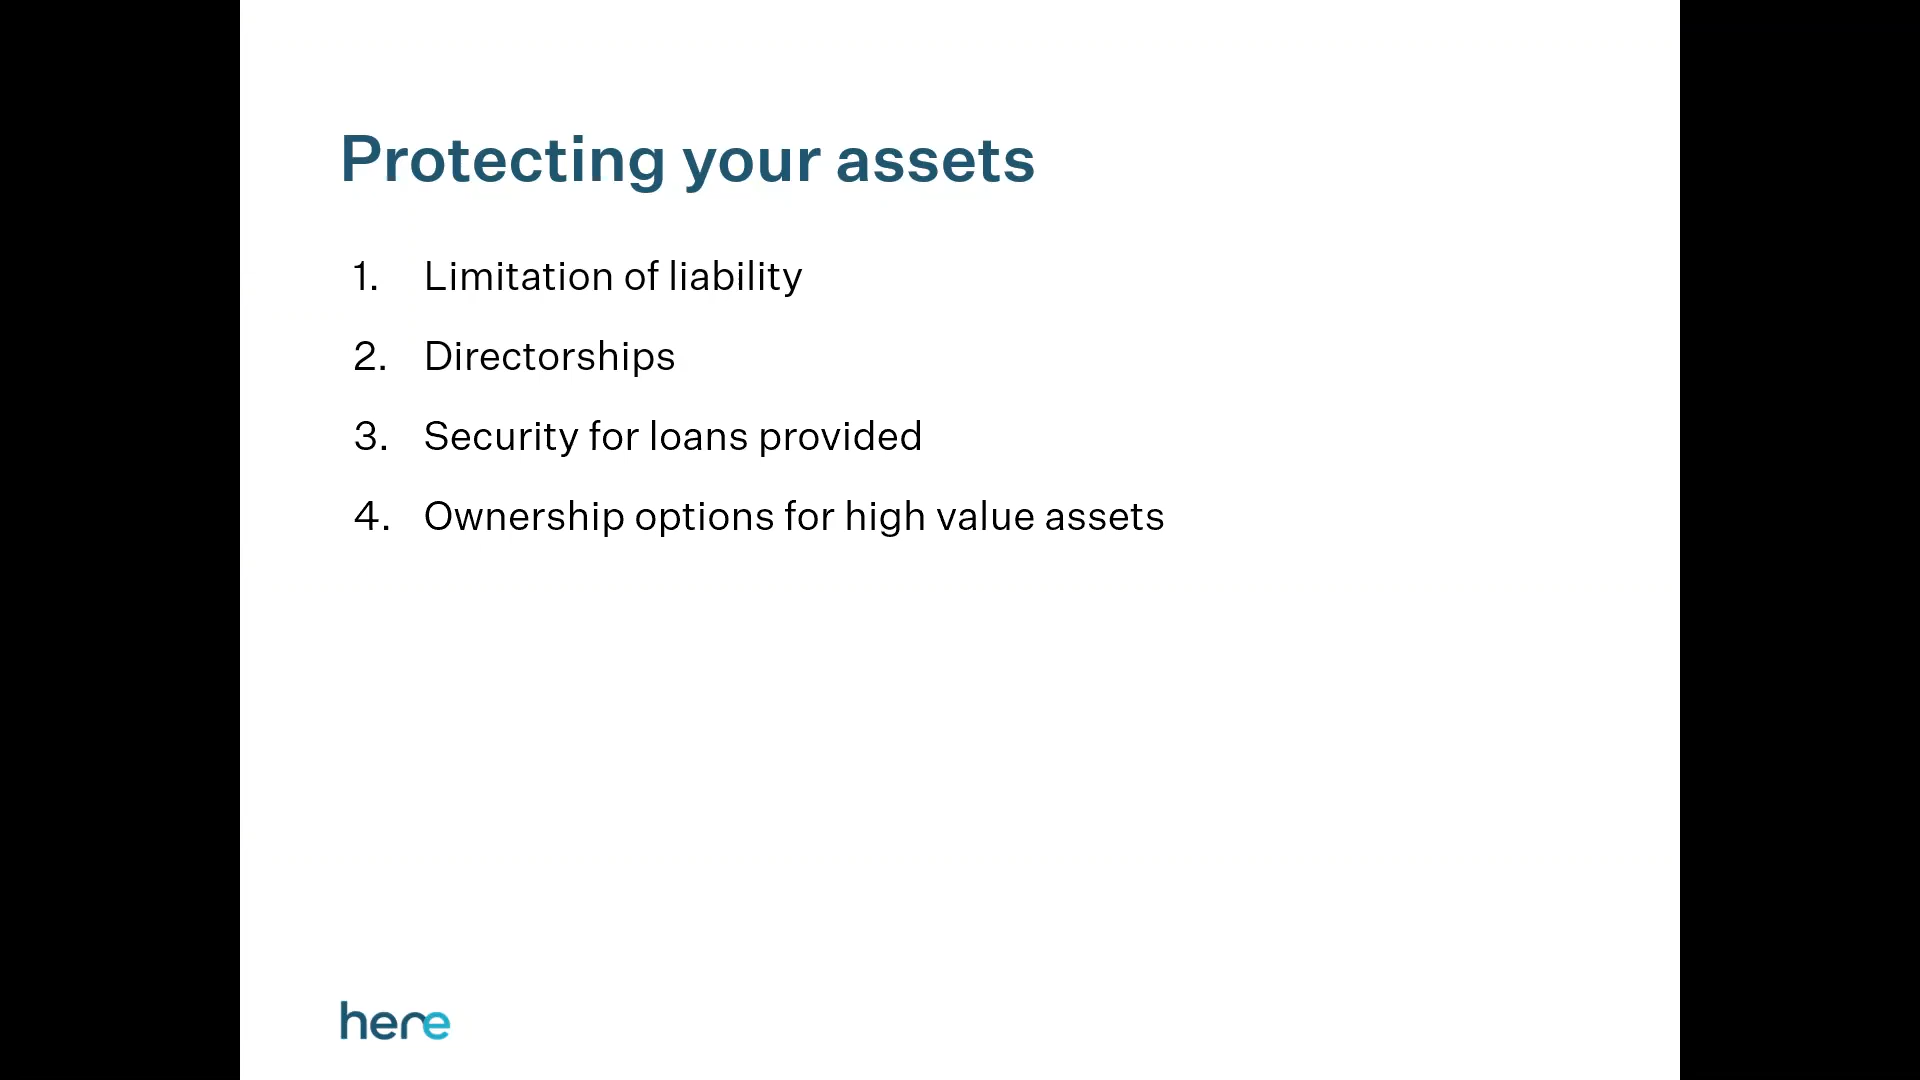 Protecting your assets
1. Limitation of liability
2. Directorships
3. Security for loans provided
4. Ownership options for high value assets
here